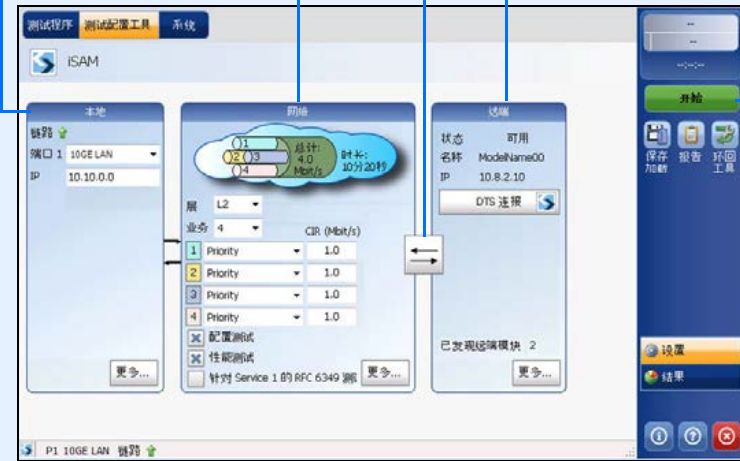 测试程序 测试配置工具 系统
iSAM
本地
链路
端口 1 10GE LAN
IP 10.10.0.0
更多...
网络
1
2 3
4
总计:
4.0
Mbit/s
时长:
10分20秒
层 L2
业务 4 CIR (Mbit/s)
1 Priority 1.0
2 Priority 1.0
3 Priority 1.0
4 Priority 1.0
配置测试
性能测试
针对 Service 1 的 RFC 6349 测
更多...
远端
状态 可用
名称 ModelName00
IP 10.8.2.10
DTS 连接
已发现远端模块 2
更多...
--
--
--:--:--
开始
保存
加载
报告
环回
工具
设置
结果
P1 10GE LAN 链路